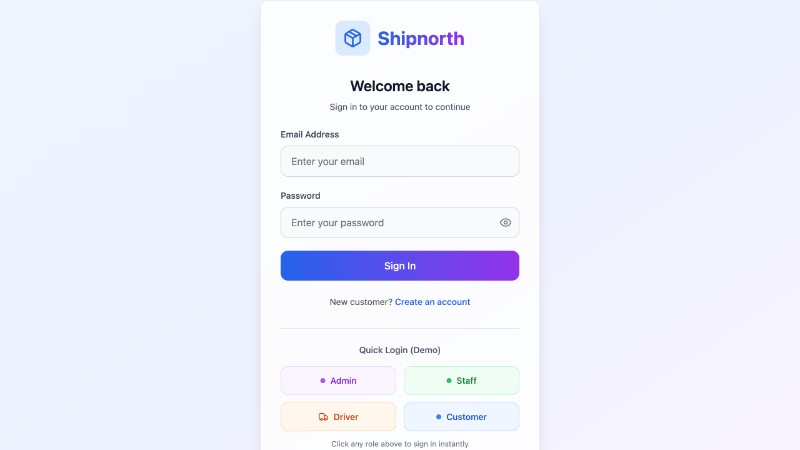 Shipnorth
Welcome back
Sign in to your account to continue
Email Address
Enter your email
Password
Enter your password
Sign In
New customer? Create an account
Quick Login (Demo)
Admin
Staff
Driver
Customer
Click any role above to sign in instantly